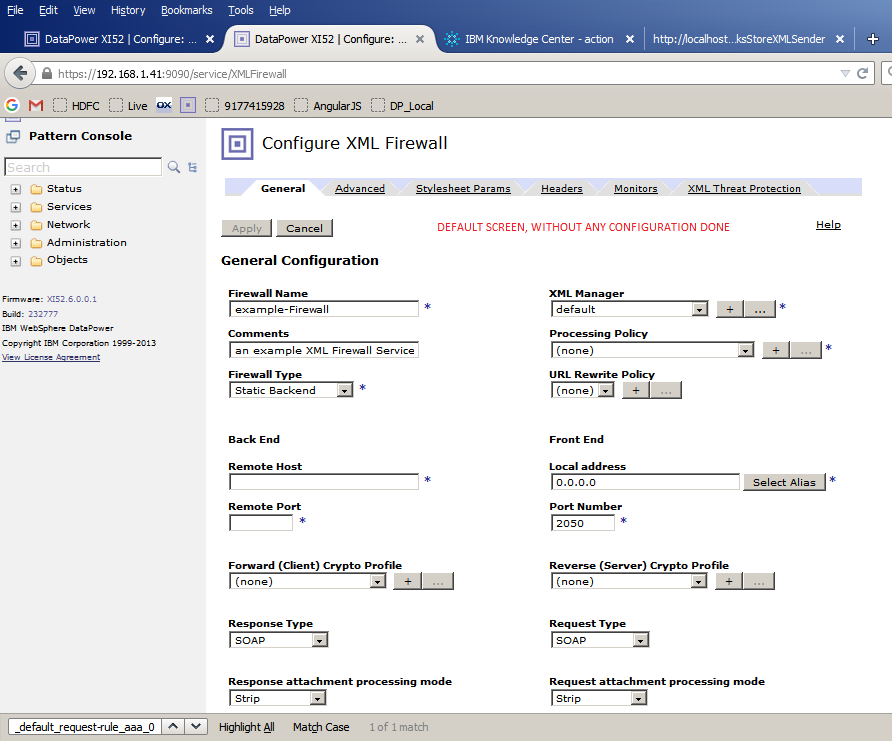 File Edit View History Bookmarks Tools Help
DataPower XI52 | Configure: ... × DataPower XI52 | Configure: ... × IBM Knowledge Center - action × http://localhost...ksStoreXMLSender × +
https://192.168.1.41:9090/service/XMLFirewall
HDFC Live OX 9177415928 AngularJS DP_Local
Pattern Console
Search
Status
Services
Network
Administration
Objects
Firmware: XI52.6.0.0.1
Build: 232777
IBM WebSphere DataPower
Copyright IBM Corporation 1999-2013
View License Agreement
Configure XML Firewall
General Advanced Stylesheet Params Headers Monitors XML Threat Protection
Apply Cancel DEFAULT SCREEN, WITHOUT ANY CONFIGURATION DONE Help
General Configuration
Firewall Name XML Manager
example-Firewall * default + ... *
Comments Processing Policy
an example XML Firewall Service (none) + ... *
Firewall Type URL Rewrite Policy
Static Backend * (none) + ...
Back End Front End
Remote Host Local address
* 0.0.0.0 Select Alias *
Remote Port Port Number
* 2050 *
Forward (Client) Crypto Profile Reverse (Server) Crypto Profile
(none) + ... (none) + ...
Response Type Request Type
SOAP SOAP
Response attachment processing mode Request attachment processing mode
Strip Strip
_default_request-rule_aaa_0 Highlight All Match Case 1 of 1 match